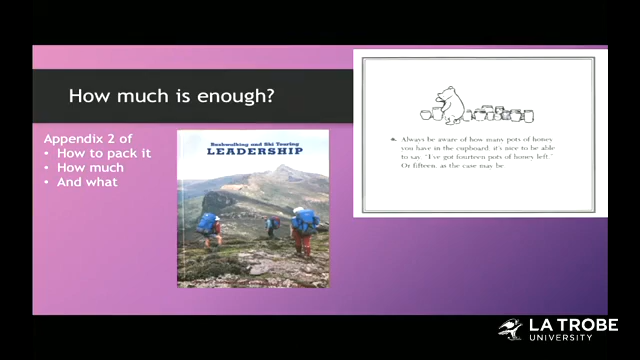 How much is enough?
Appendix 2 of
• How to pack it
• How much
• And what
Bushwalking and Ski Touring
LEADERSHIP
Always be aware of how many pots of honey
you have in the cupboard; it's nice to be able
to say, "I've got fourteen pots of honey left."
Or fifteen, as the case may be
LA TROBE
UNIVERSITY